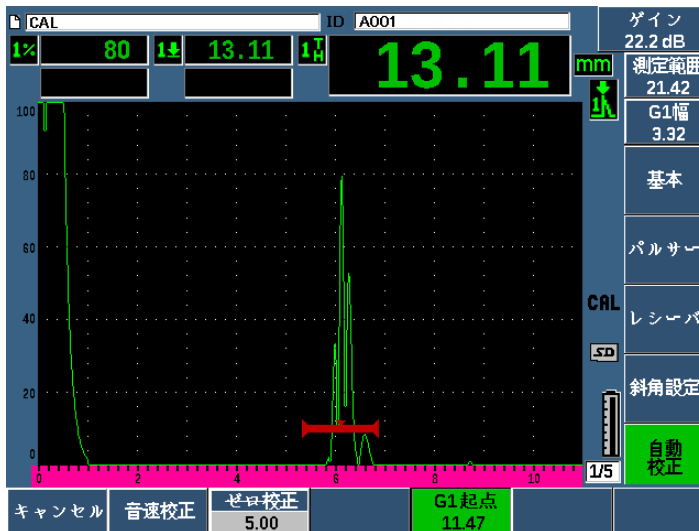 CAL
ID A001
ゲイン
22.2 dB
1% 80
1 13.11
1TH 13.11 mm
測定範囲
21.42
G1幅
3.32
基本
パルサー
レシーバ
斜角設定
自動
校正
1
CAL
SD
1/5
100
80
60
40
20
0
0 2 4 6 8 10
キャンセル
音速校正
ゼロ校正
5.00
G1起点
11.47